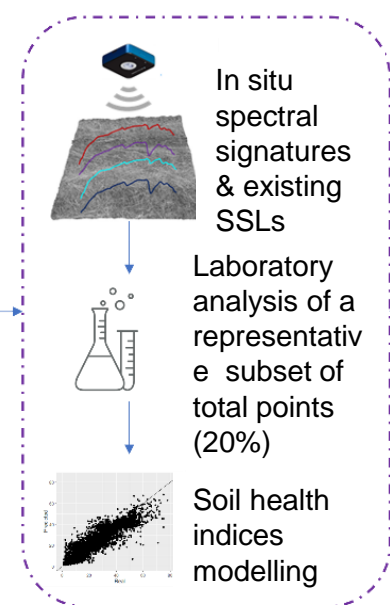 In situ
spectral
signatures
& existing
SSLs
Laboratory
analysis of a
representativ
e subset of
total points
(20%)
Soil health
indices
modelling